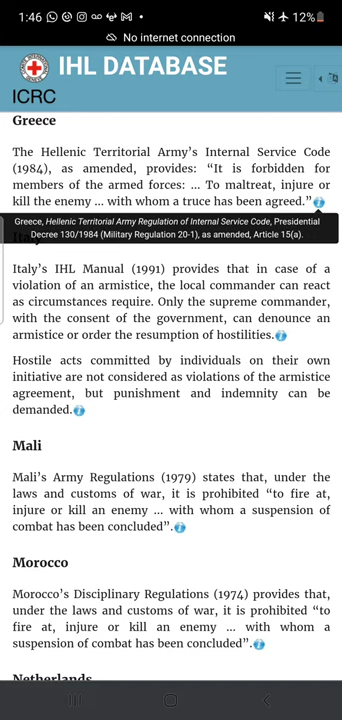 1:46
12%
No internet connection
IHL DATABASE
ICRC
Greece
The Hellenic Territorial Army's Internal Service Code
(1984), as amended, provides: “It is forbidden for
members of the armed forces: ... To maltreat, injure or
kill the enemy ... with whom a truce has been agreed.”
Greece, Hellenic Territorial Army Regulation of Internal Service Code, Presidential
Decree 130/1984 (Military Regulation 20-1), as amended, Article 15(a).
Italy's IHL Manual (1991) provides that in case of a
violation of an armistice, the local commander can react
as circumstances require. Only the supreme commander,
with the consent of the government, can denounce an
armistice or order the resumption of hostilities.
Hostile acts committed by individuals on their own
initiative are not considered as violations of the armistice
agreement, but punishment and indemnity can be
demanded.
Mali
Mali's Army Regulations (1979) states that, under the
laws and customs of war, it is prohibited “to fire at,
injure or kill an enemy ... with whom a suspension of
combat has been concluded”.
Morocco
Morocco's Disciplinary Regulations (1974) provides that,
under the laws and customs of war, it is prohibited “to
fire at, injure or kill an enemy ... with whom a
suspension of combat has been concluded”.
Netherlands